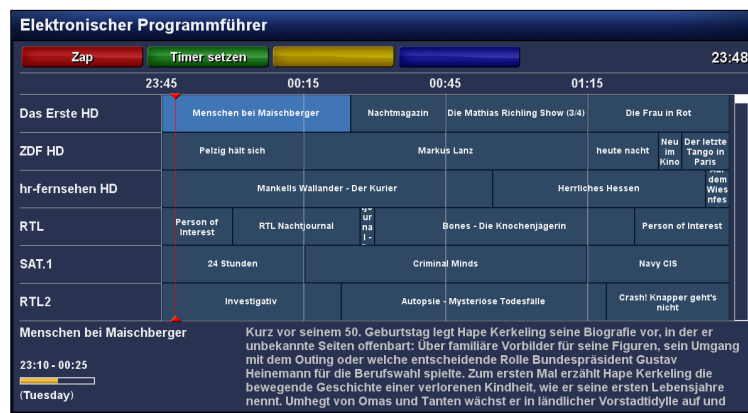 Elektronischer Programmführer
Zap
Timer setzen
23:48
23:45
00:15
00:45
01:15
Das Erste HD
Menschen bei Maischberger
Nachtmagazin
Die Mathias Richling Show (3/4)
Die Frau in Rot
ZDF HD
Pelzig hält sich
Markus Lanz
heute nacht
Neu
im
Kino
Der letzte
Tango in
Paris
hr-fernsehen HD
Mankells Wallander - Der Kurier
Herrliches Hessen
dem
Wies
nfes
RTL
Person of
Interest
RTL Nachtjournal
ur
na
l -
Bones - Die Knochenjägerin
Person of Interest
SAT.1
24 Stunden
Criminal Minds
Navy CIS
RTL2
Investigativ
Autopsie - Mysteriöse Todesfälle
Crash! Knapper geht's
nicht
Menschen bei Maischberger
23:10 - 00:25
(Tuesday)
Kurz vor seinem 50. Geburtstag legt Hape Kerkeling seine Biografie vor, in der er
unbekannte Seiten offenbart: Über familiäre Vorbilder für seine Figuren, sein Umgang
mit dem Outing oder welche entscheidende Rolle Bundespräsident Gustav
Heinemann für die Berufswahl spielte. Zum ersten Mal erzählt Hape Kerkeling die
bewegende Geschichte einer verlorenen Kindheit, wie er seine ersten Lebensjahre
nennt. Umhegt von Omas und Tanten wächst er in ländlicher Vorstadtidylle auf und